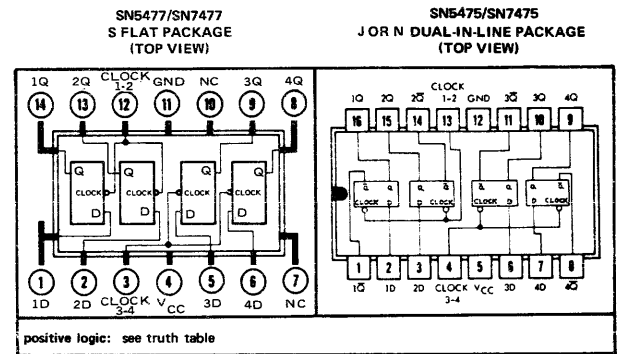 SN5477/SN7477
S FLAT PACKAGE
(TOP VIEW)
SN5475/SN7475
J OR N DUAL-IN-LINE PACKAGE
(TOP VIEW)
1Q 2Q CLOCK 1-2 GND NC 3Q 4Q
14 13 12 11 10 9 8
Q Q Q Q
CLOCK CLOCK CLOCK CLOCK
D D D D
1 2 3 4 5 6 7
1D 2D CLOCK 3-4 VCC 3D 4D NC
1Q 2Q 2Q̅ CLOCK 1-2 GND 3Q̅ 3Q 4Q
16 15 14 13 12 11 10 9
Q̅ Q Q Q̅ Q̅ Q Q Q̅
CLOCK D D CLOCK CLOCK D D CLOCK
1 2 3 4 5 6 7 8
1Q̅ 1D 2D CLOCK 3-4 VCC 3D 4D 4Q̅
positive logic: see truth table